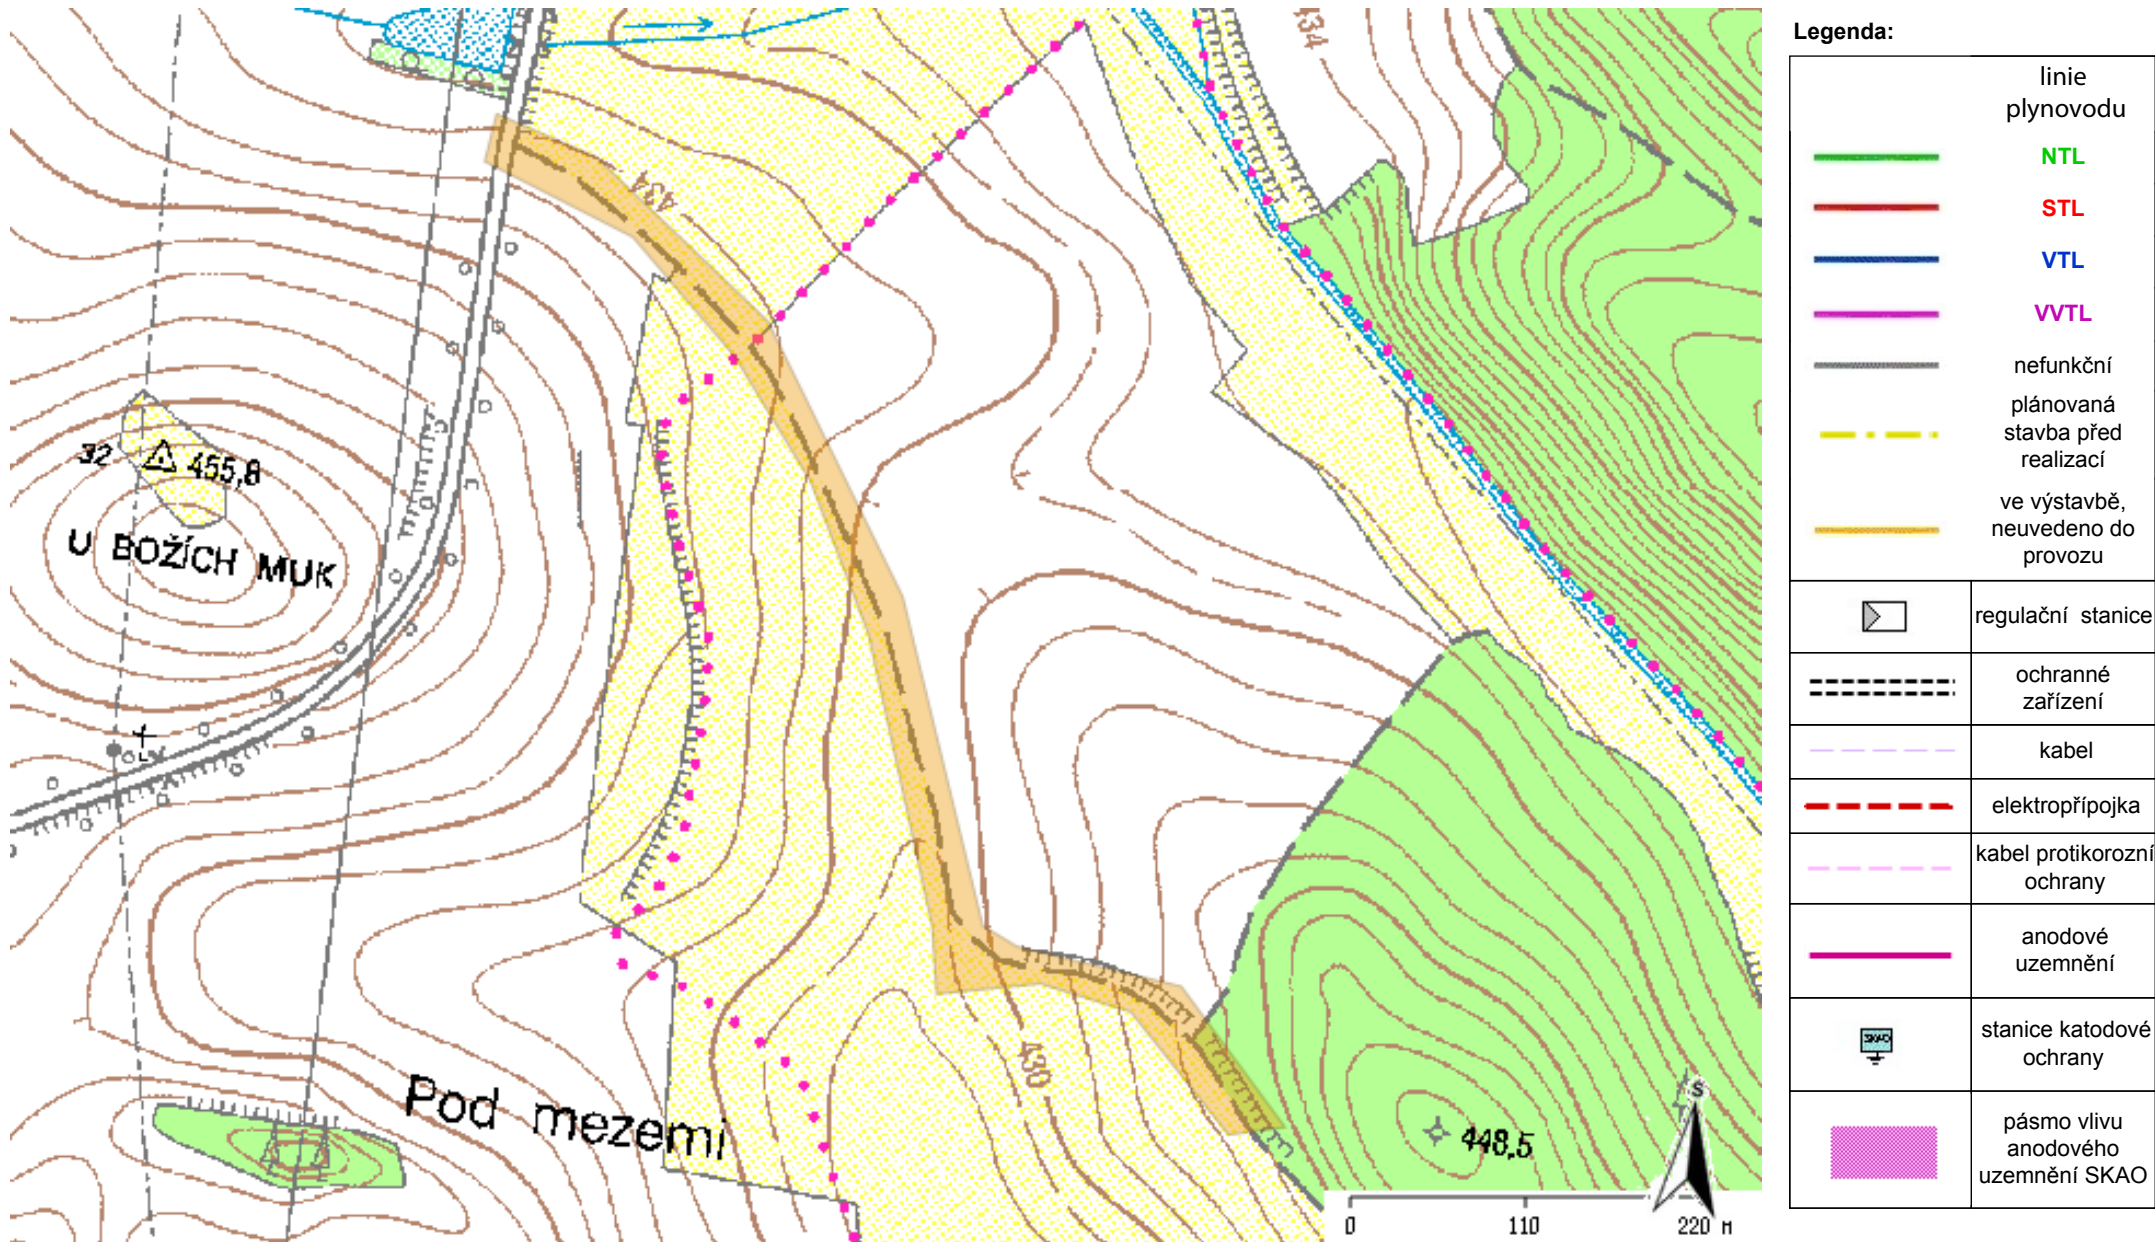 434
434
32
455,8
U BOŽÍCH MUK
Pod mezemi
430
448,5
S
0
110
220 M
Legenda:
linie
plynovodu
NTL
STL
VTL
VVTL
nefunkční
plánovaná
stavba před
realizací
ve výstavbě,
neuvedeno do
provozu
regulační stanice
ochranné
zařízení
kabel
elektropřípojka
kabel protikorozní
ochrany
anodové
uzemnění
SKAO
stanice katodové
ochrany
pásmo vlivu
anodového
uzemnění SKAO